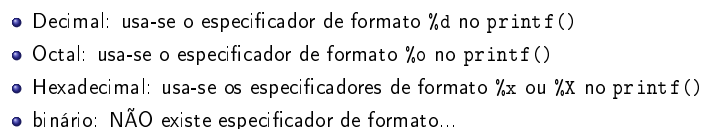 Decimal: usa-se o especificador de formato %d no printf()
Octal: usa-se o especificador de formato %o no printf()
Hexadecimal: usa-se os especificadores de formato %x ou %X no printf()
binário: NÃO existe especificador de formato...